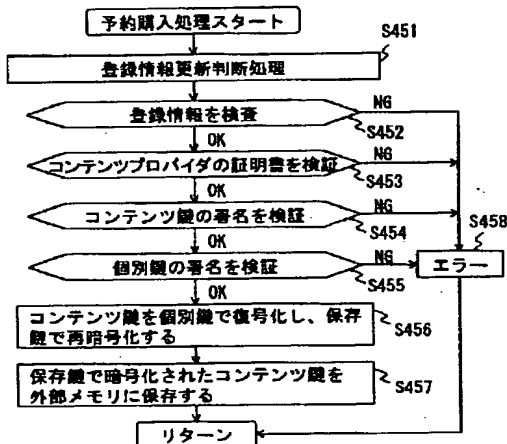 予約購入処理スタート
S451
登録情報更新判断処理
登録情報を検査
NG
S452
OK
コンテンツプロバイダの証明書を検証
NG
S453
OK
コンテンツ鍵の署名を検証
NG
S454
S458
OK
個別鍵の署名を検証
NG
エラー
S455
OK
コンテンツ鍵を個別鍵で復号化し、保存
鍵で再暗号化する
S456
保存鍵で暗号化されたコンテンツ鍵を
外部メモリに保存する
S457
リターン